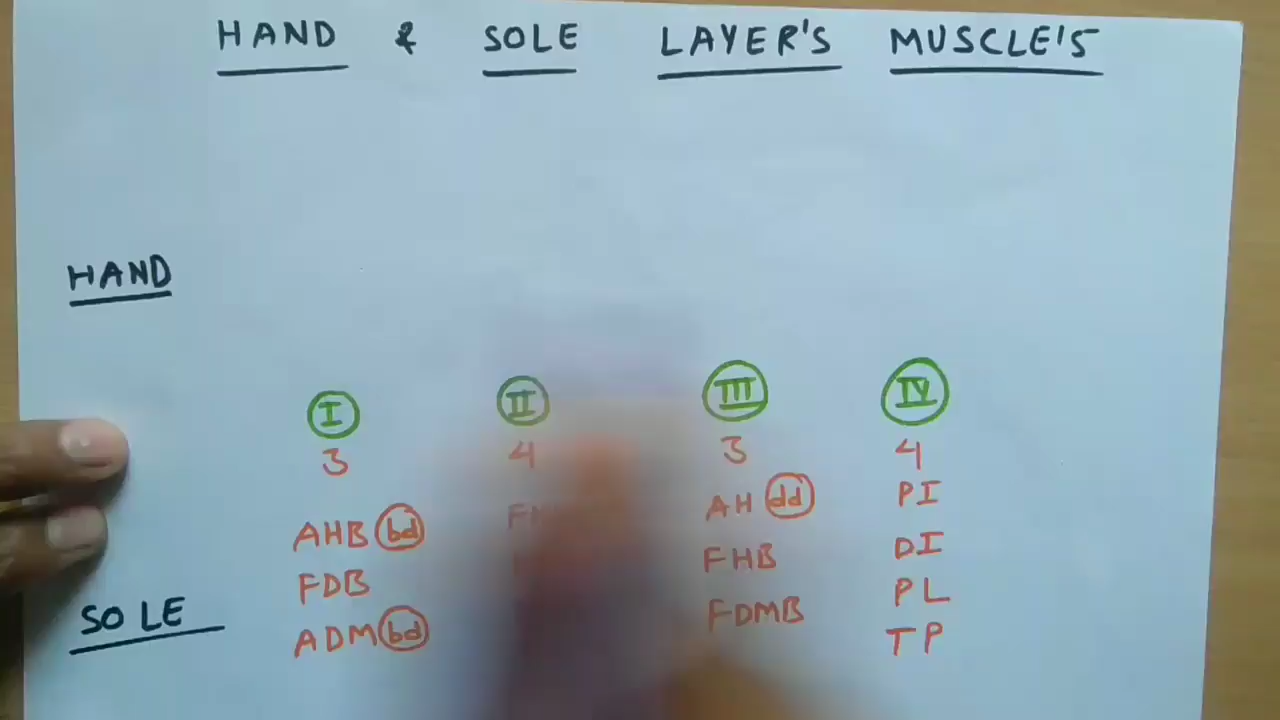 HAND & SOLE LAYER'S MUSCLE'S
HAND
I II III IV
3 4 3 4
AHB bd AH dd PI
FDB FHB DI
ADM bd FDMB PL
TP
SOLE